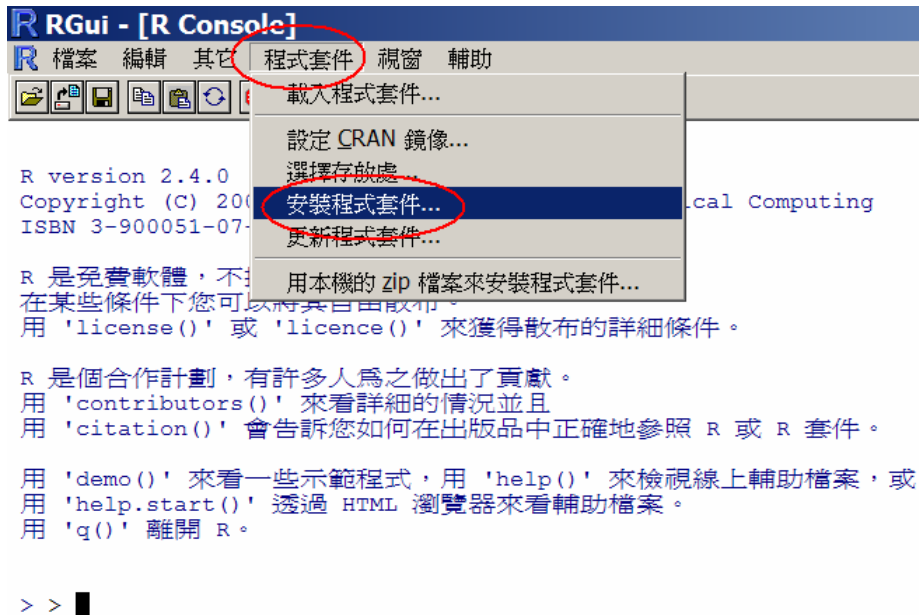 RGui - [R Console]
檔案 編輯 其它 程式套件 視窗 輔助
載入程式套件...
設定 CRAN 鏡像...
選擇存放處...
安裝程式套件...
更新程式套件...
用本機的 zip 檔案來安裝程式套件...
R version 2.4.0
Copyright (C) 20 cal Computing
ISBN 3-900051-07-
R 是免費軟體，不
在某些條件下您可以將其自由散布。
用 'license()' 或 'licence()' 來獲得散布的詳細條件。
R 是個合作計劃，有許多人爲之做出了貢獻。
用 'contributors()' 來看詳細的情況並且
用 'citation()' 會告訴您如何在出版品中正確地參照 R 或 R 套件。
用 'demo()' 來看一些示範程式，用 'help()' 來檢視線上輔助檔案，或
用 'help.start()' 透過 HTML 瀏覽器來看輔助檔案。
用 'q()' 離開 R。
> >